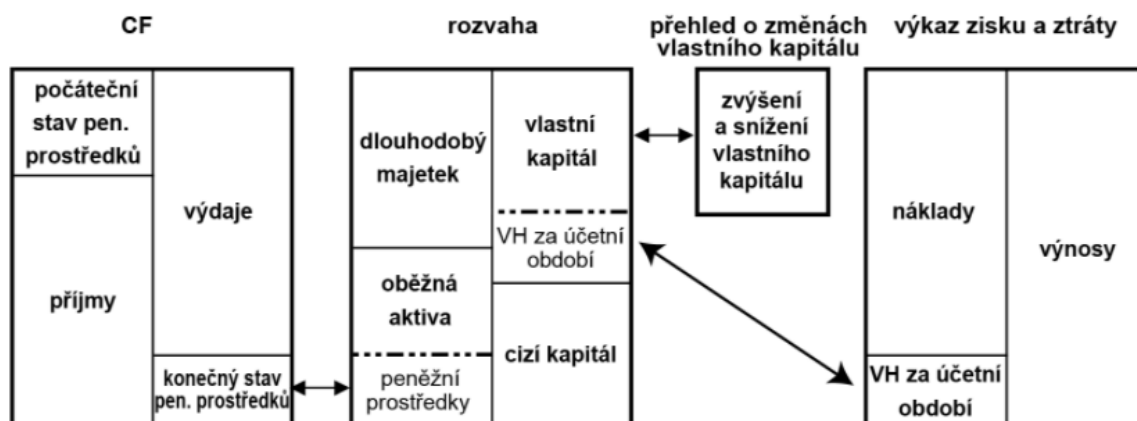 CF
rozvaha
přehled o změnách
vlastního kapitálu
výkaz zisku a ztráty
počáteční
stav pen.
prostředků
příjmy
výdaje
konečný stav
pen. prostředků
dlouhodobý
majetek
oběžná
aktiva
peněžní
prostředky
vlastní
kapitál
VH za účetní
období
cizí kapitál
zvýšení
a snížení
vlastního
kapitálu
náklady
VH za účetní
období
výnosy